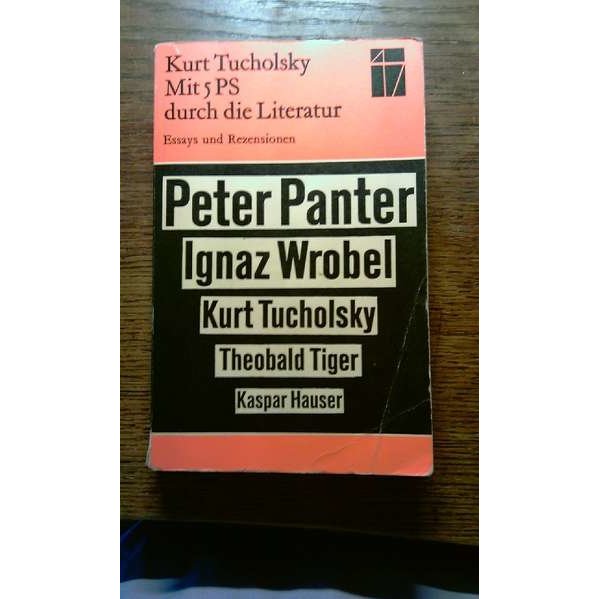 Kurt Tucholsky
Mit 5 PS
durch die Literatur
Essays und Rezensionen
Peter Panter
Ignaz Wrobel
Kurt Tucholsky
Theobald Tiger
Kaspar Hauser